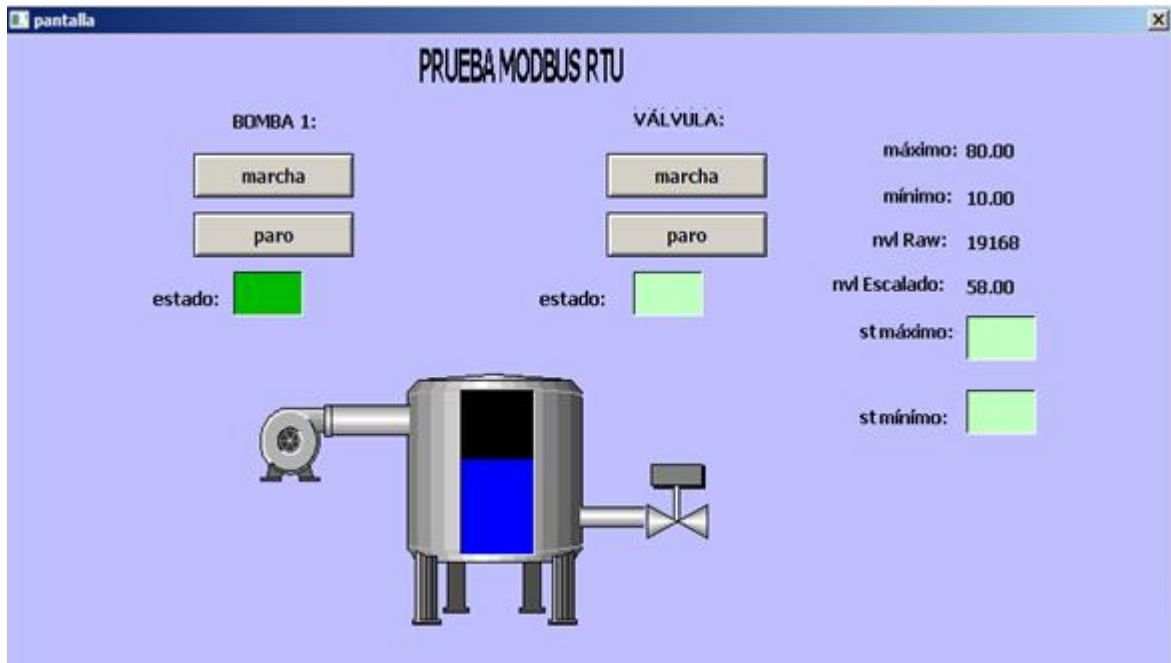 pantalla
PRUEBA MODBUS RTU
BOMBA 1:
marcha
paro
estado:
VÁLVULA:
marcha
paro
estado:
máximo: 80.00
mínimo: 10.00
nvl Raw: 19168
nvl Escalado: 58.00
st máximo:
st mínimo: